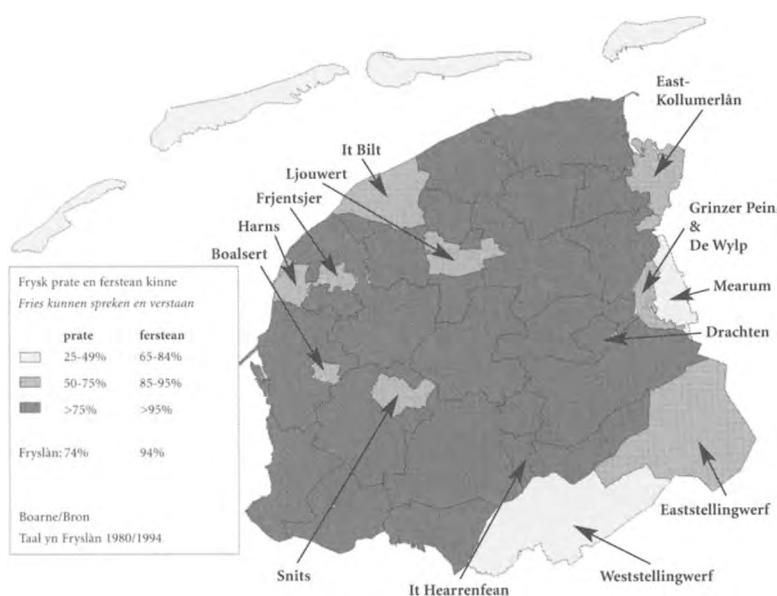 East-
Kollumerlân
It Bilt
Ljouwert
Frjentsjer
Harns
Boalsert
Grinzer Pein
&
De Wylp
Mearum
Drachten
Frysk prate en ferstean kinne
Fries kunnen spreken en verstaan
prate ferstean
25-49% 65-84%
50-75% 85-95%
>75% >95%
Fryslàn: 74% 94%
Boarne/Bron
Taal yn Fryslàn 1980/1994
Eaststellingwerf
Snits
It Hearrenfean
Weststellingwerf